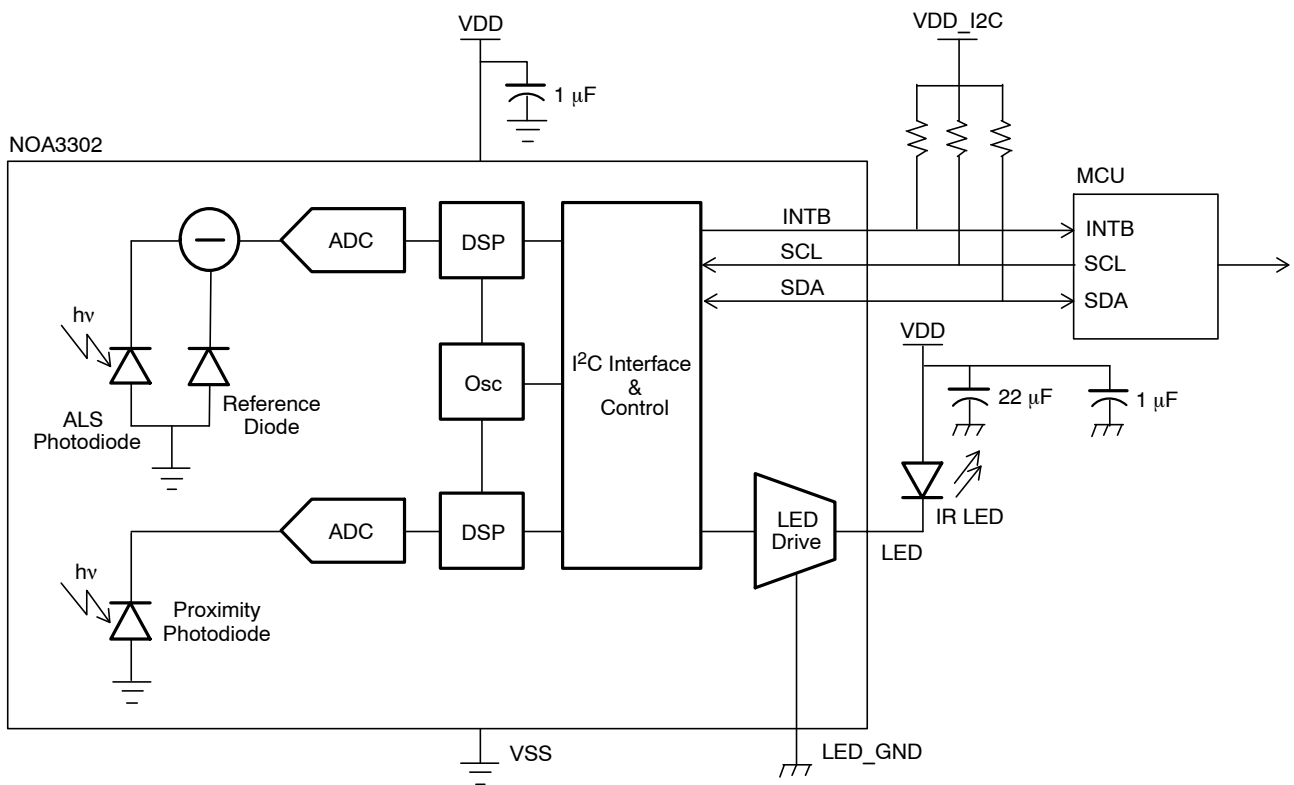 VDD
VDD_I2C
1 μF
NOA3302
MCU
ADC
DSP
INTB
INTB
SCL
SCL
SDA
SDA
hν
VDD
I²C Interface
&
Control
Osc
22 μF
1 μF
Reference
Diode
ALS
Photodiode
IR LED
ADC
DSP
LED
Drive
LED
hν
Proximity
Photodiode
VSS
LED_GND